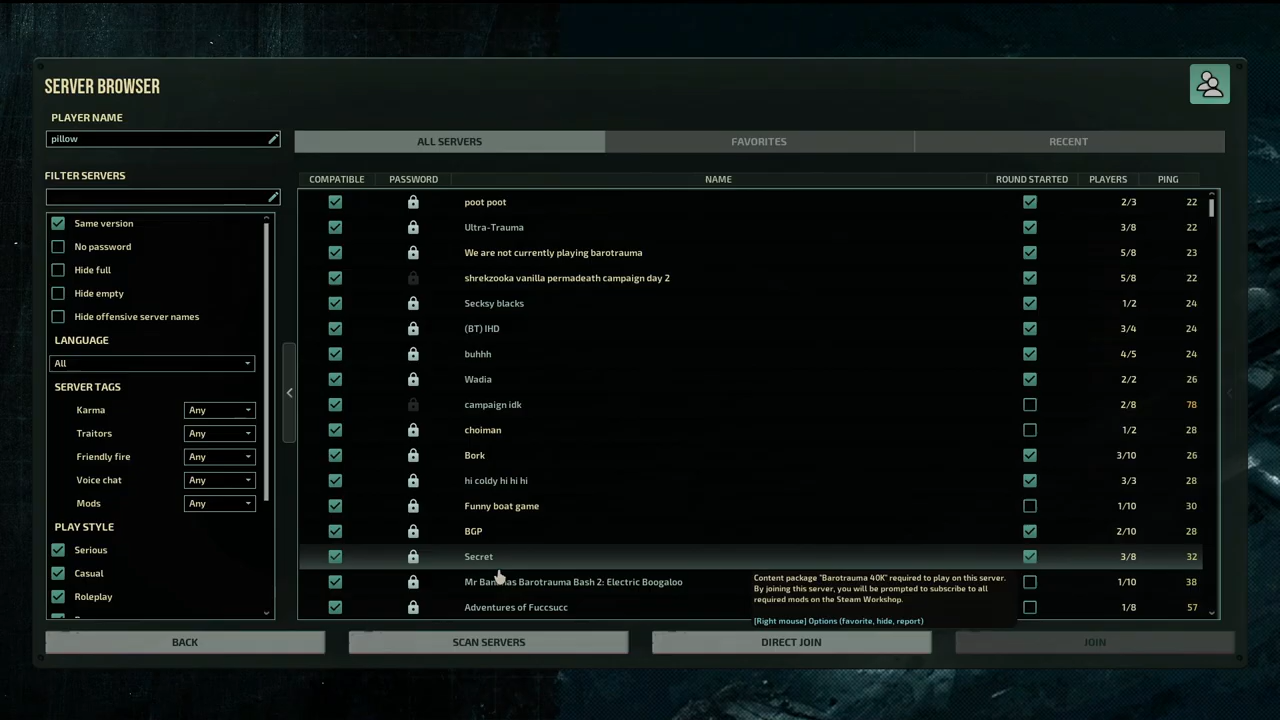 SERVER BROWSER
PLAYER NAME
pillow
ALL SERVERS FAVORITES RECENT
FILTER SERVERS
COMPATIBLE PASSWORD NAME ROUND STARTED PLAYERS PING
poot poot 2/3 22
Same version
Ultra-Trauma 3/8 22
No password
We are not currently playing barotrauma 5/8 23
Hide full
shrekzooka vanilla permadeath campaign day 2 5/8 22
Hide empty
Secksy blacks 1/2 24
Hide offensive server names
(BT) IHD 3/4 24
LANGUAGE
buhhh 4/5 24
All
Wadia 2/2 26
SERVER TAGS
campaign idk 2/8 78
Karma Any
choiman 1/2 28
Traitors Any
Bork 3/10 26
Friendly fire Any
hi coldy hi hi hi 3/3 28
Voice chat Any
Funny boat game 1/10 30
Mods Any
BGP 2/10 28
PLAY STYLE
Secret 3/8 32
Serious
Mr Bananas Barotrauma Bash 2: Electric Boogaloo 1/10 38
Casual
Adventures of Fuccsucc 1/8 57
Roleplay
Content package "Barotrauma 40K" required to play on this server.
By joining this server, you will be prompted to subscribe to all
required mods on the Steam Workshop.
[Right mouse] Options (favorite, hide, report)
BACK SCAN SERVERS DIRECT JOIN JOIN